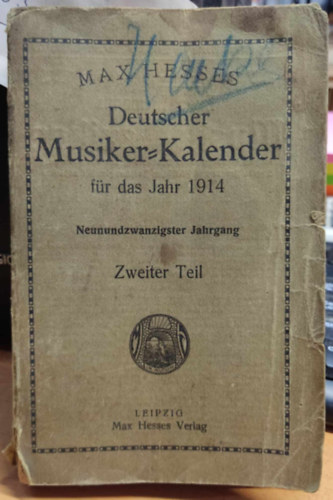 MAX HESSES
Deutscher
Musiker-Kalender
für das Jahr 1914
Neunundzwanzigster Jahrgang
Zweiter Teil
LEIPZIG
Max Hesses Verlag